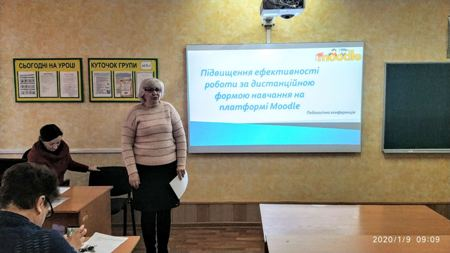 СЬОГОДНІ НА УРОЦІ
КУТОЧОК ГРУПИ
moodle
Підвищення ефективності
роботи за дистанційною
формою навчання на
платформі Moodle
Педагогічна конференція
2020/1/9 09:09